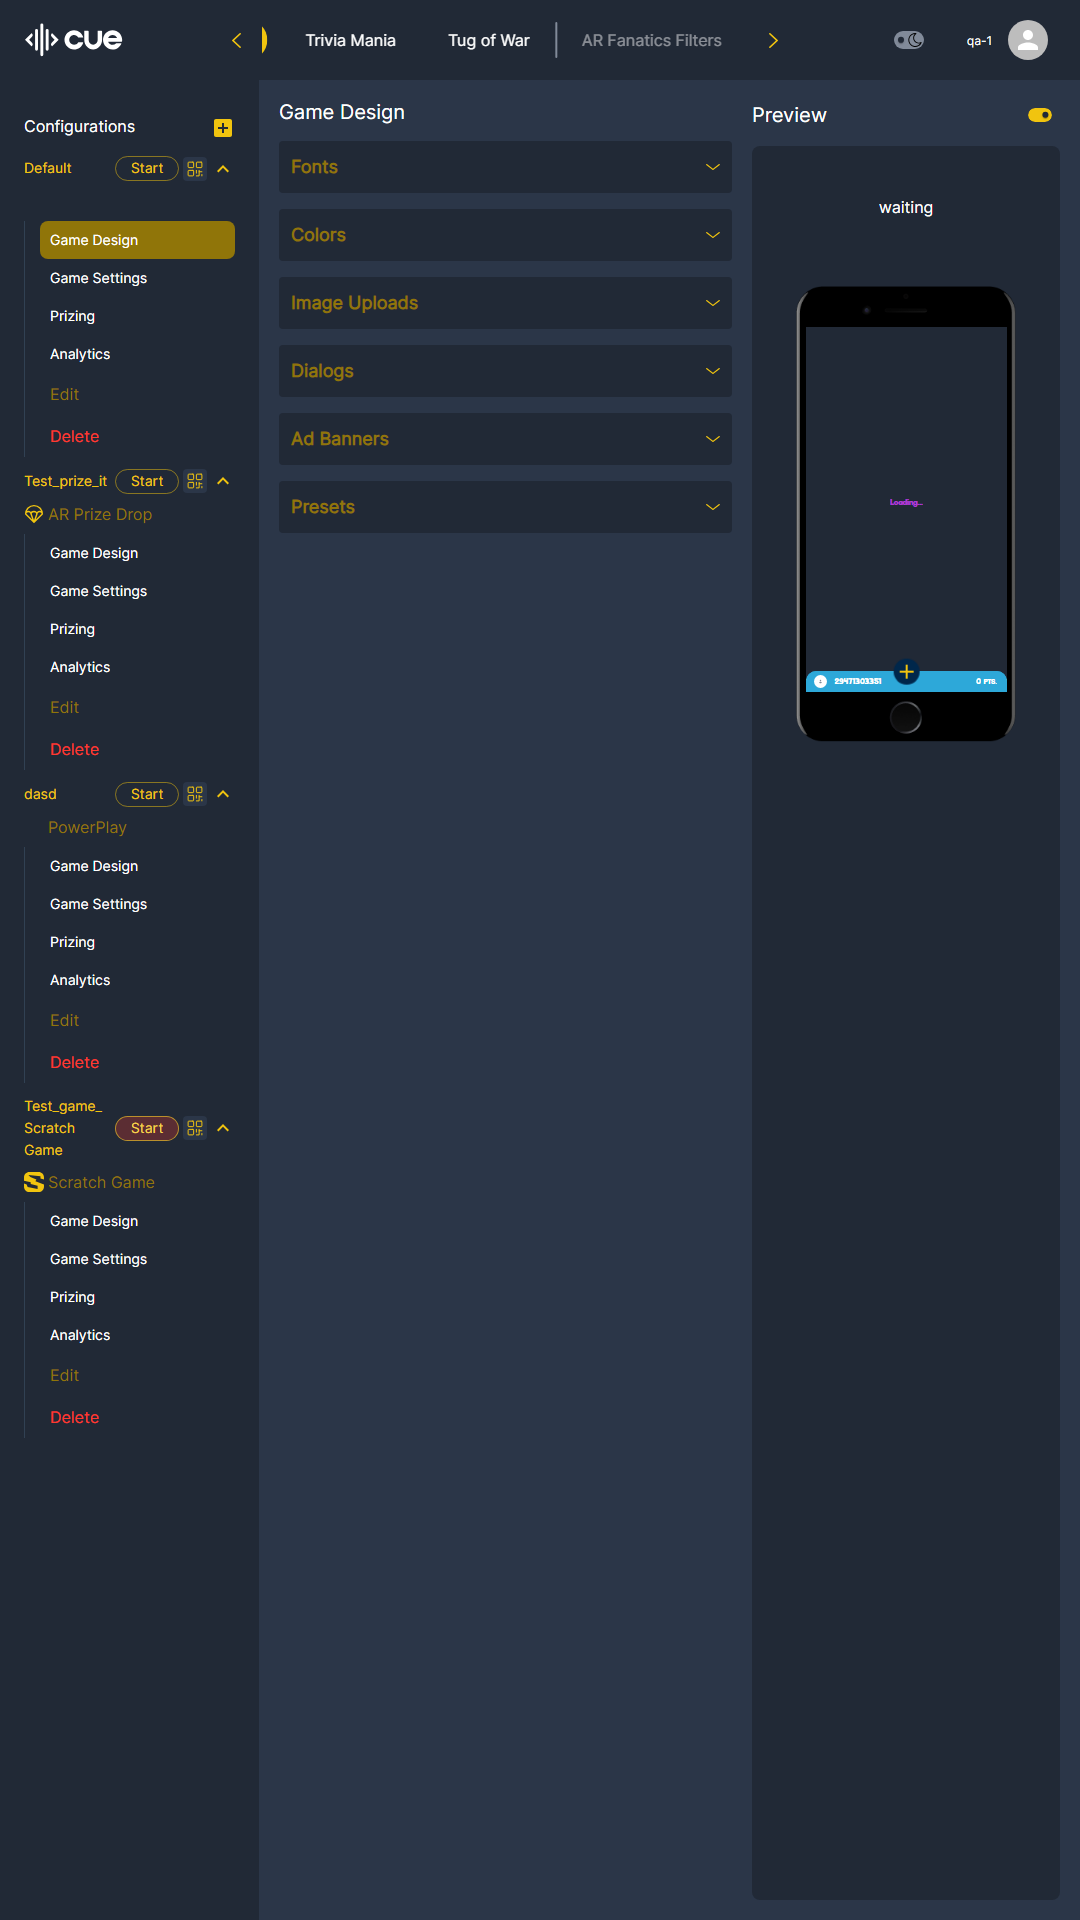 cue
Trivia Mania
Tug of War
AR Fanatics Filters
qa-1
Configurations
Default
Start
Game Design
Game Settings
Prizing
Analytics
Edit
Delete
Test_prize_it
Start
AR Prize Drop
Game Design
Game Settings
Prizing
Analytics
Edit
Delete
dasd
Start
PowerPlay
Game Design
Game Settings
Prizing
Analytics
Edit
Delete
Test_game_
Scratch
Game
Start
Scratch Game
Game Design
Game Settings
Prizing
Analytics
Edit
Delete
Game Design
Fonts
Colors
Image Uploads
Dialogs
Ad Banners
Presets
Preview
waiting
Loading...
29471303351
0 PTS.